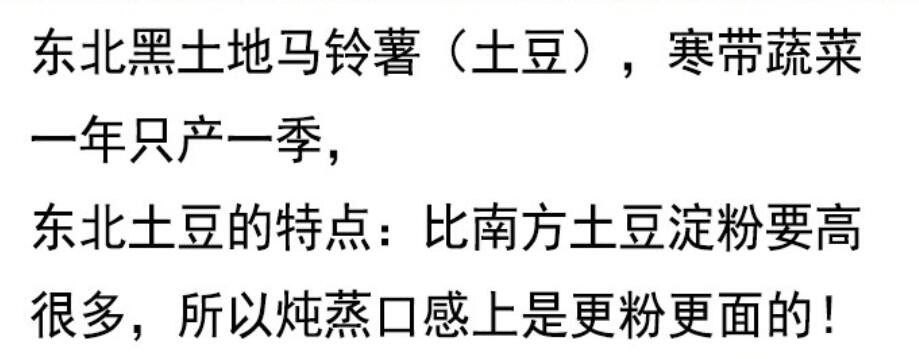 东北黑土地马铃薯（土豆），寒带蔬菜
一年只产一季，
东北土豆的特点：比南方土豆淀粉要高
很多，所以炖蒸口感上是更粉更面的！